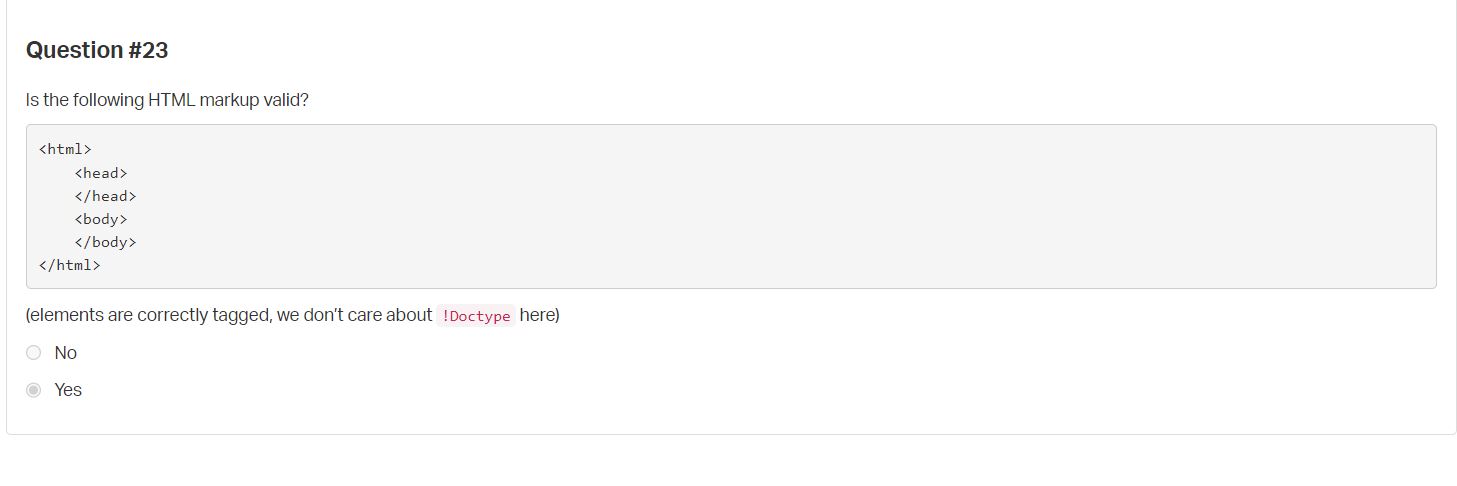 Question #23
Is the following HTML markup valid?
<html>
    <head>
    </head>
    <body>
    </body>
</html>
(elements are correctly tagged, we don’t care about !Doctype here)
No
Yes